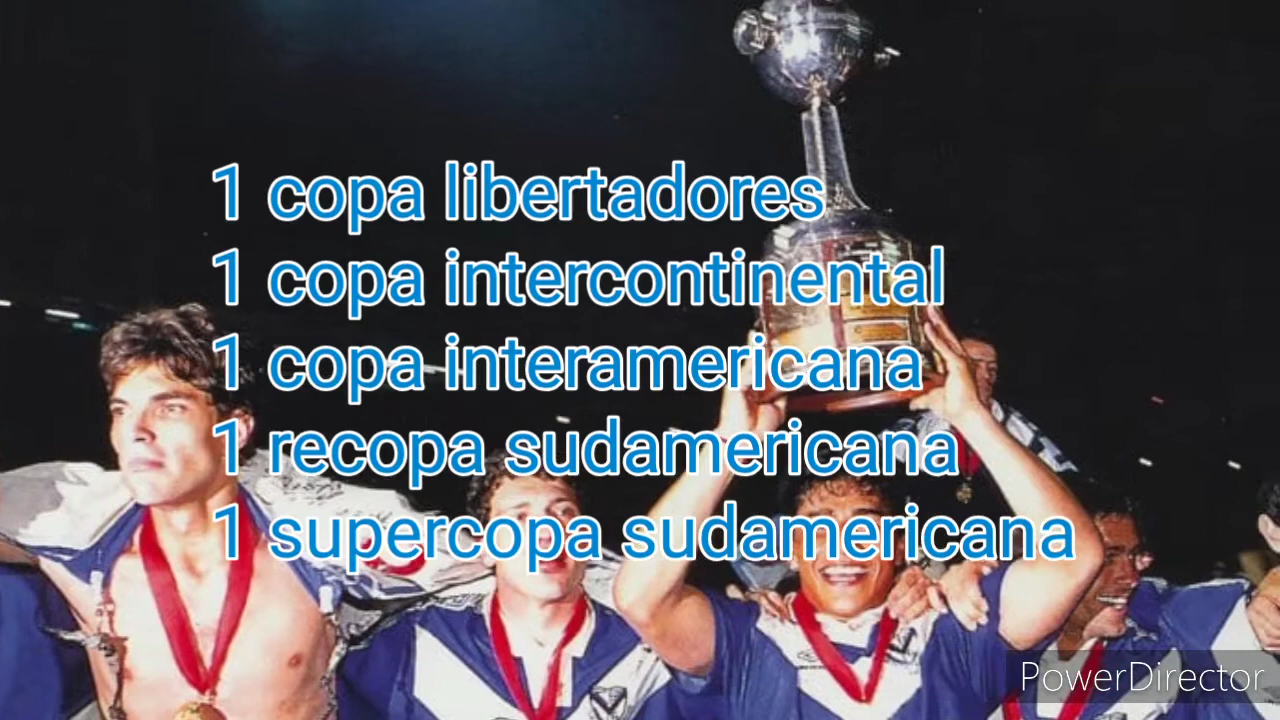 1 copa libertadores
1 copa intercontinental
1 copa interamericana
1 recopa sudamericana
1 supercopa sudamericana
PowerDirector